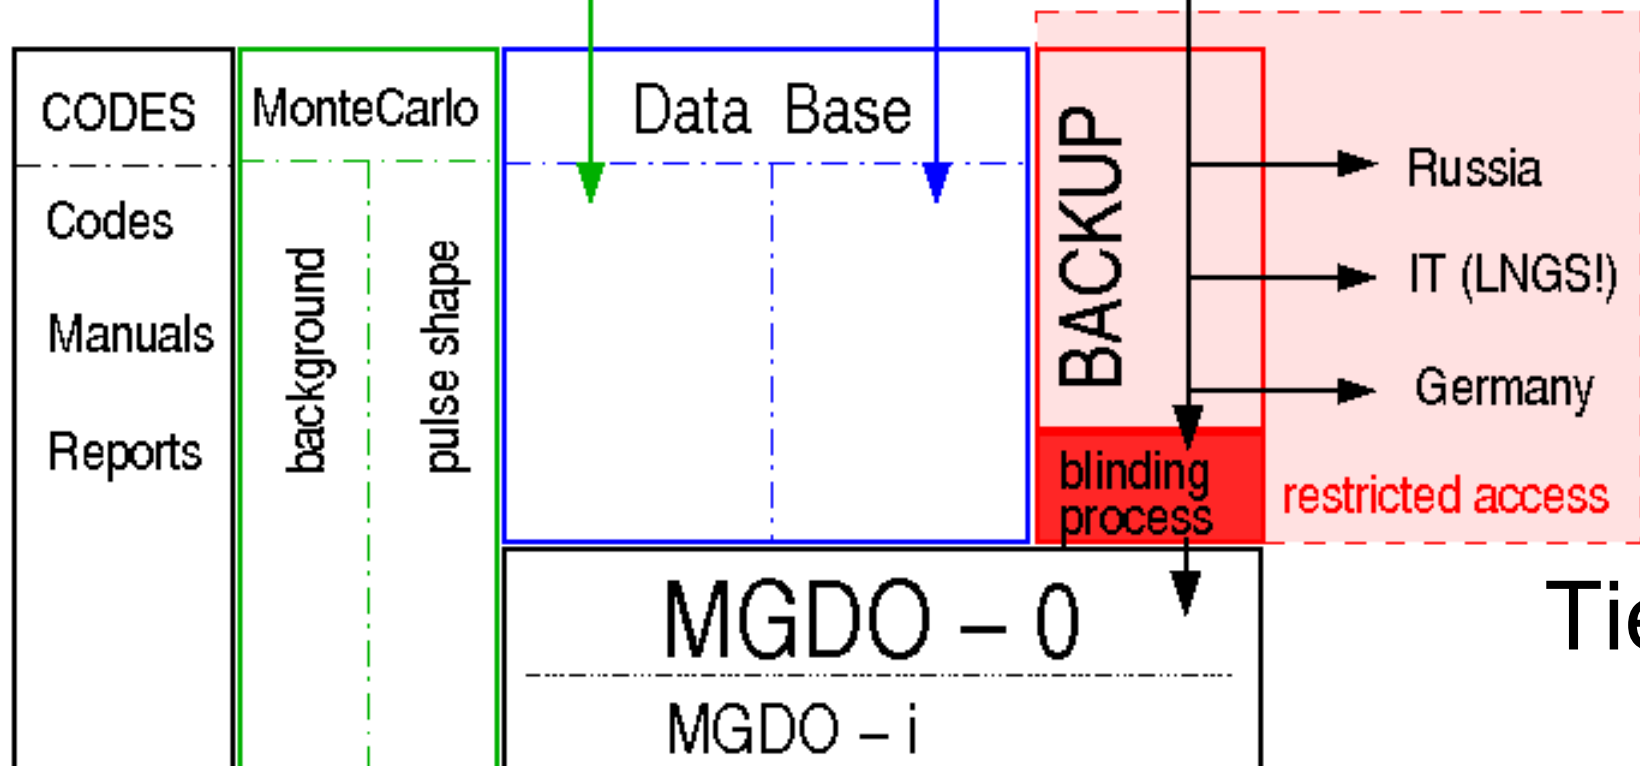 CODES
Codes
Manuals
Reports
MonteCarlo
background
pulse shape
Data Base
BACKUP
Russia
IT (LNGS!)
Germany
blinding
process
restricted access
MGDO – 0
MGDO – i